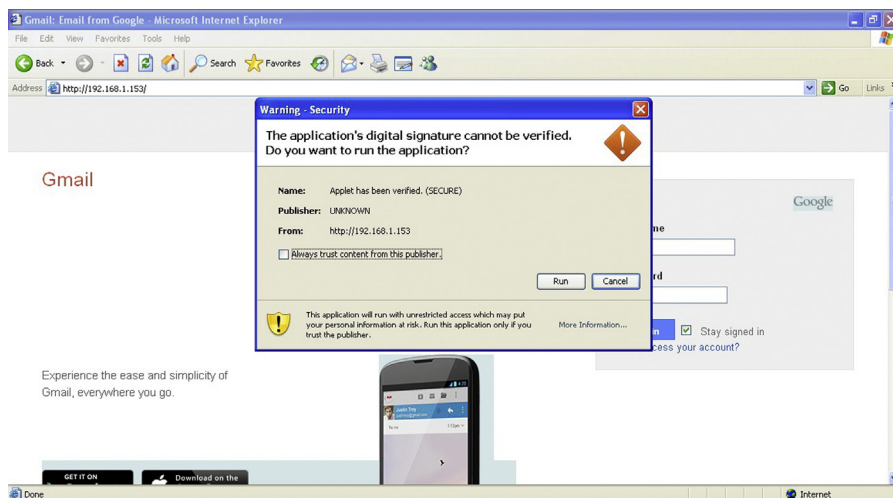 Gmail: Email from Google - Microsoft Internet Explorer
File Edit View Favorites Tools Help
Back Search Favorites
Address http://192.168.1.153/ Go Links
Warning - Security
The application's digital signature cannot be verified.
Do you want to run the application?
Name: Applet has been verified. (SECURE)
Publisher: UNKNOWN
From: http://192.168.1.153
Always trust content from this publisher.
Run Cancel
This application will run with unrestricted access which may put
your personal information at risk. Run this application only if you
trust the publisher.
More Information...
Gmail
Google
me
rd
n Stay signed in
cess your account?
Experience the ease and simplicity of
Gmail, everywhere you go.
Justin Troy
GET IT ON
Download on the
Done Internet